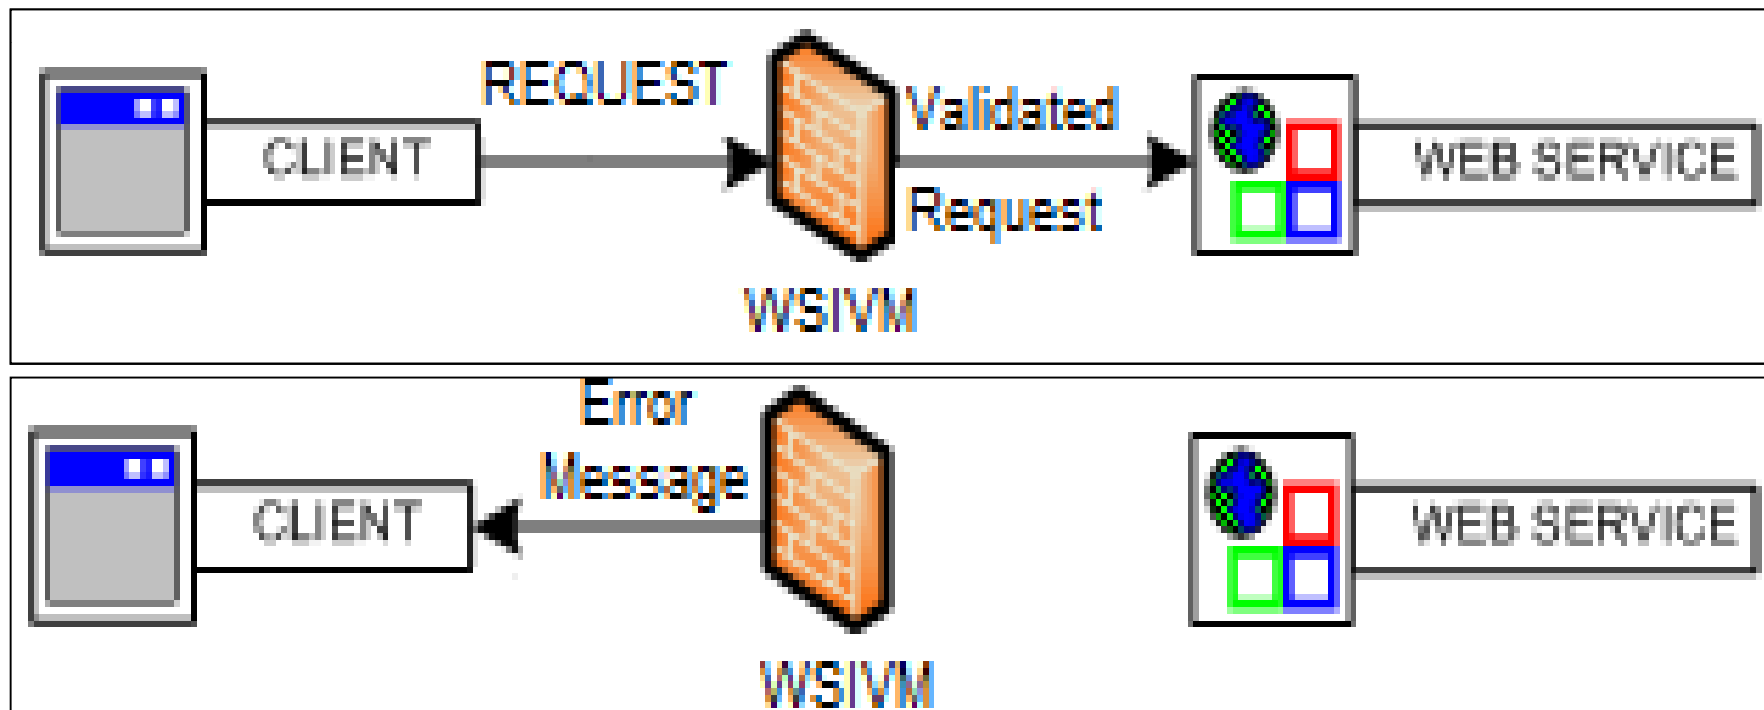 REQUEST
CLIENT
Validated
Request
WEB SERVICE
WSIVM
Error
Message
CLIENT
WEB SERVICE
WSIVM